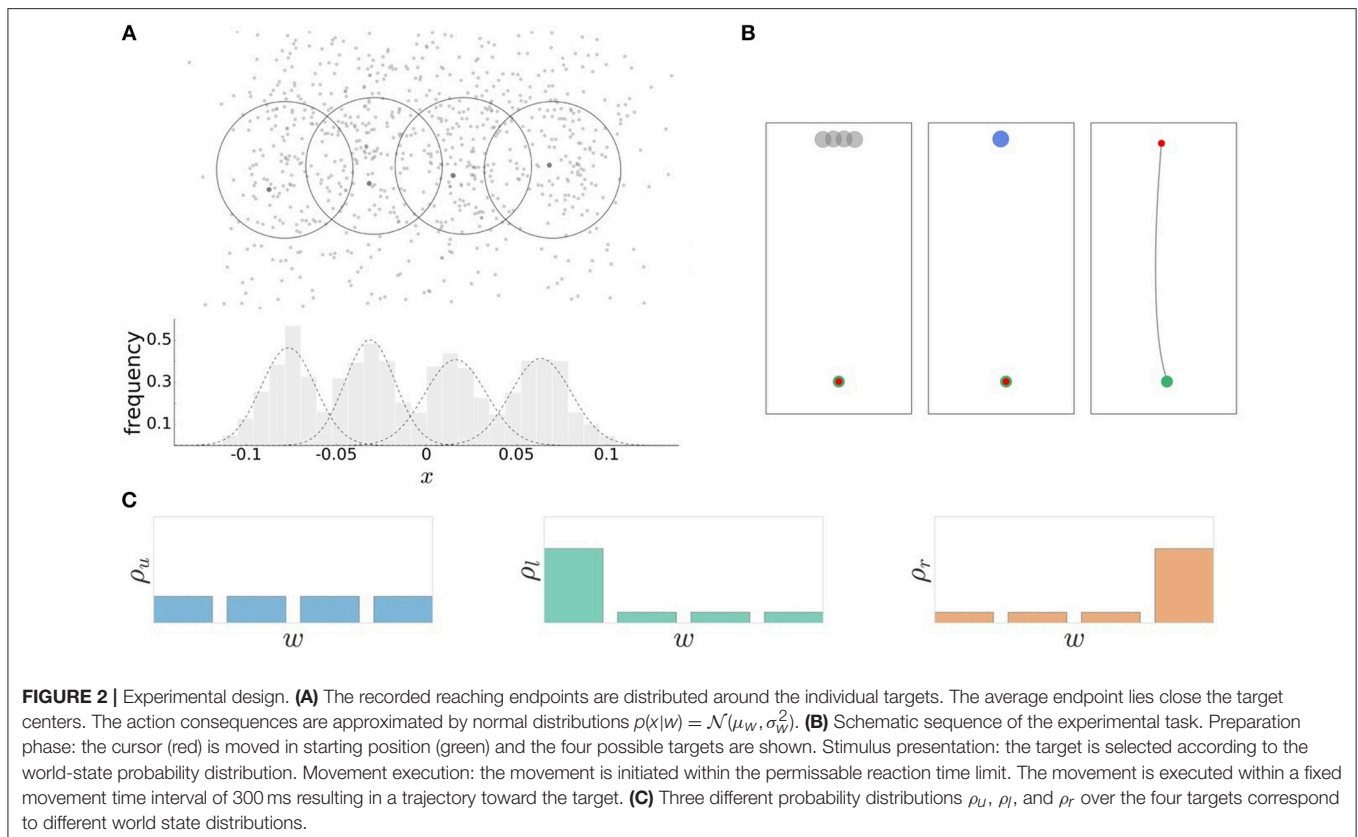 A
B
frequency
0.5
0.3
0.1
-0.1 -0.05 0 0.05 0.1
x
C
ρu
w
ρl
w
ρr
w
FIGURE 2 | Experimental design. (A) The recorded reaching endpoints are distributed around the individual targets. The average endpoint lies close the target
centers. The action consequences are approximated by normal distributions p(x|w) = 𝒩(μw, σ²w). (B) Schematic sequence of the experimental task. Preparation
phase: the cursor (red) is moved in starting position (green) and the four possible targets are shown. Stimulus presentation: the target is selected according to the
world-state probability distribution. Movement execution: the movement is initiated within the permissable reaction time limit. The movement is executed within a fixed
movement time interval of 300 ms resulting in a trajectory toward the target. (C) Three different probability distributions ρu, ρl, and ρr over the four targets correspond
to different world state distributions.